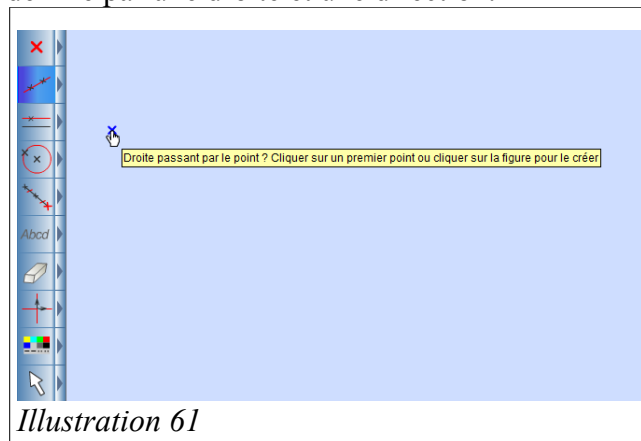 Droite passant par le point ? Cliquer sur un premier point ou cliquer sur la figure pour le créer
Abcd
Illustration 61